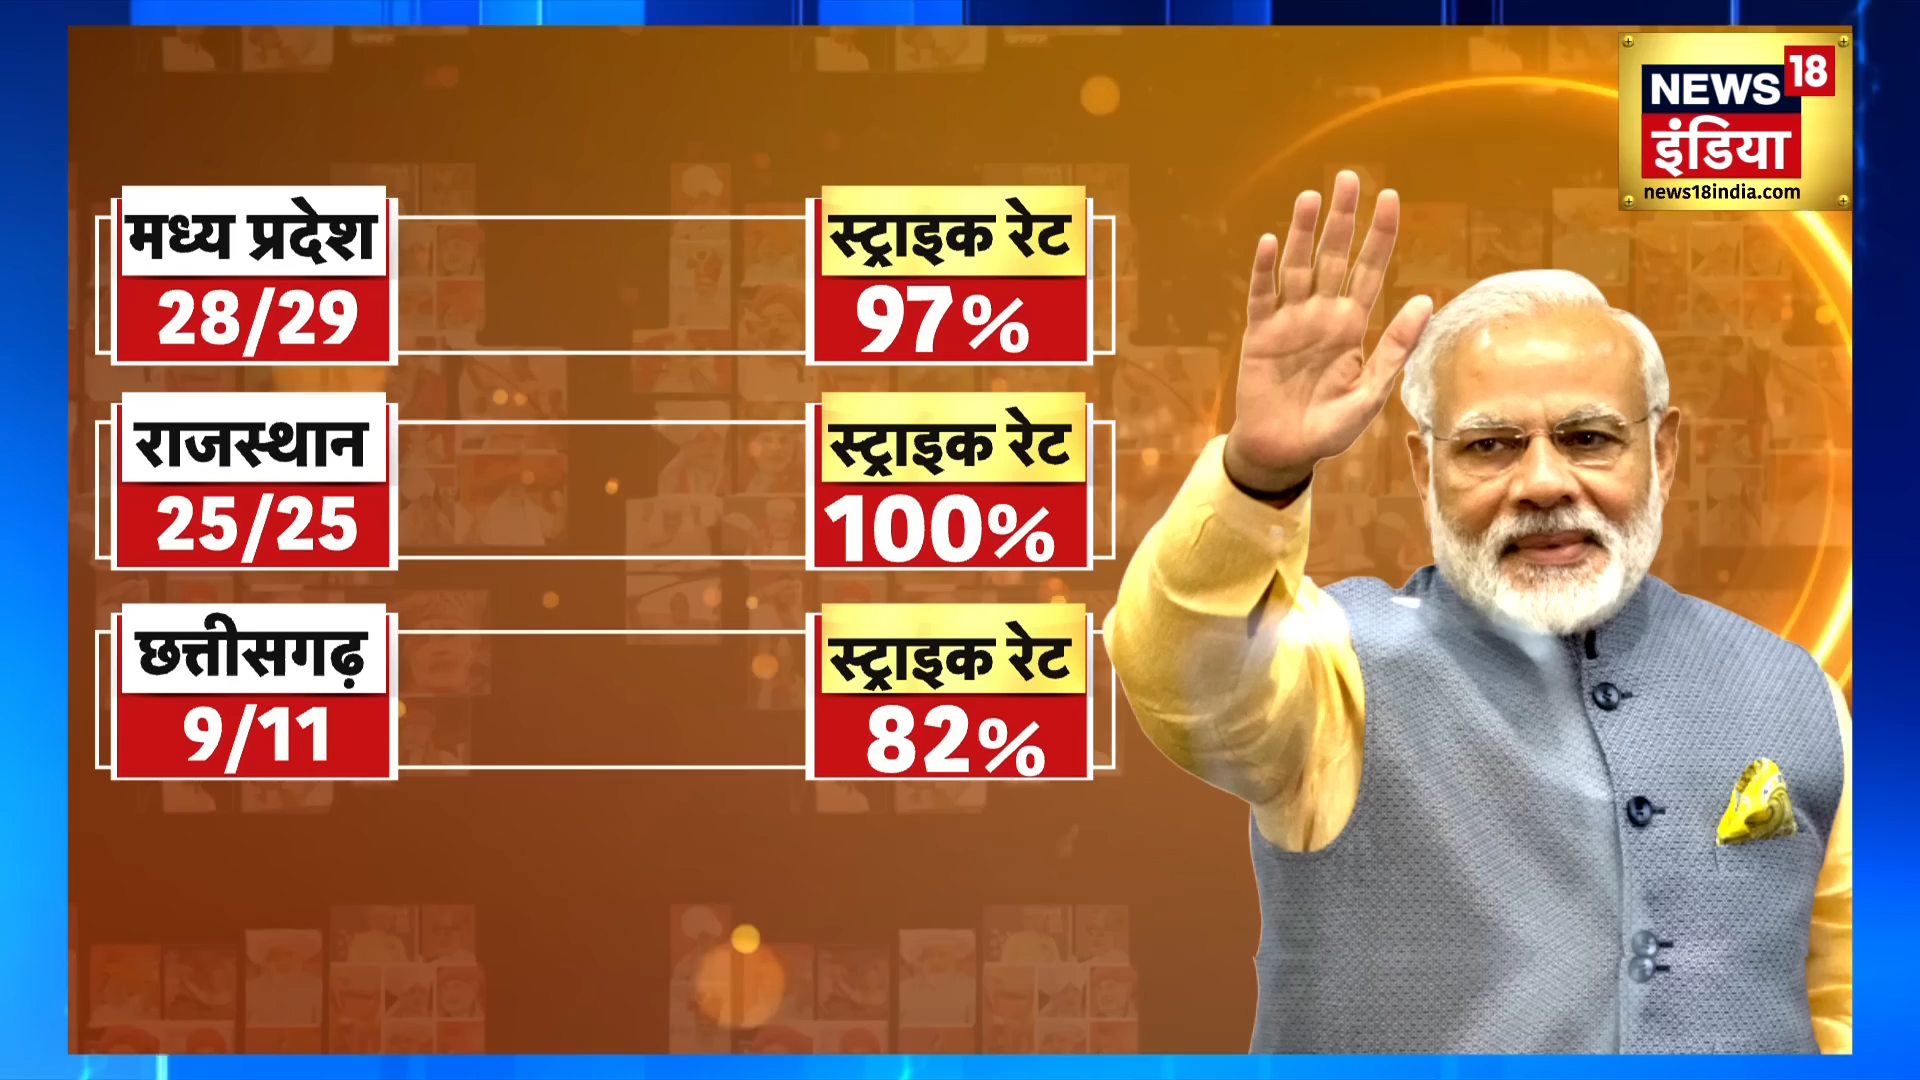 NEWS 18
इंडिया
news18india.com
मध्य प्रदेश
28/29
स्ट्राइक रेट
97%
राजस्थान
25/25
स्ट्राइक रेट
100%
छत्तीसगढ़
9/11
स्ट्राइक रेट
82%